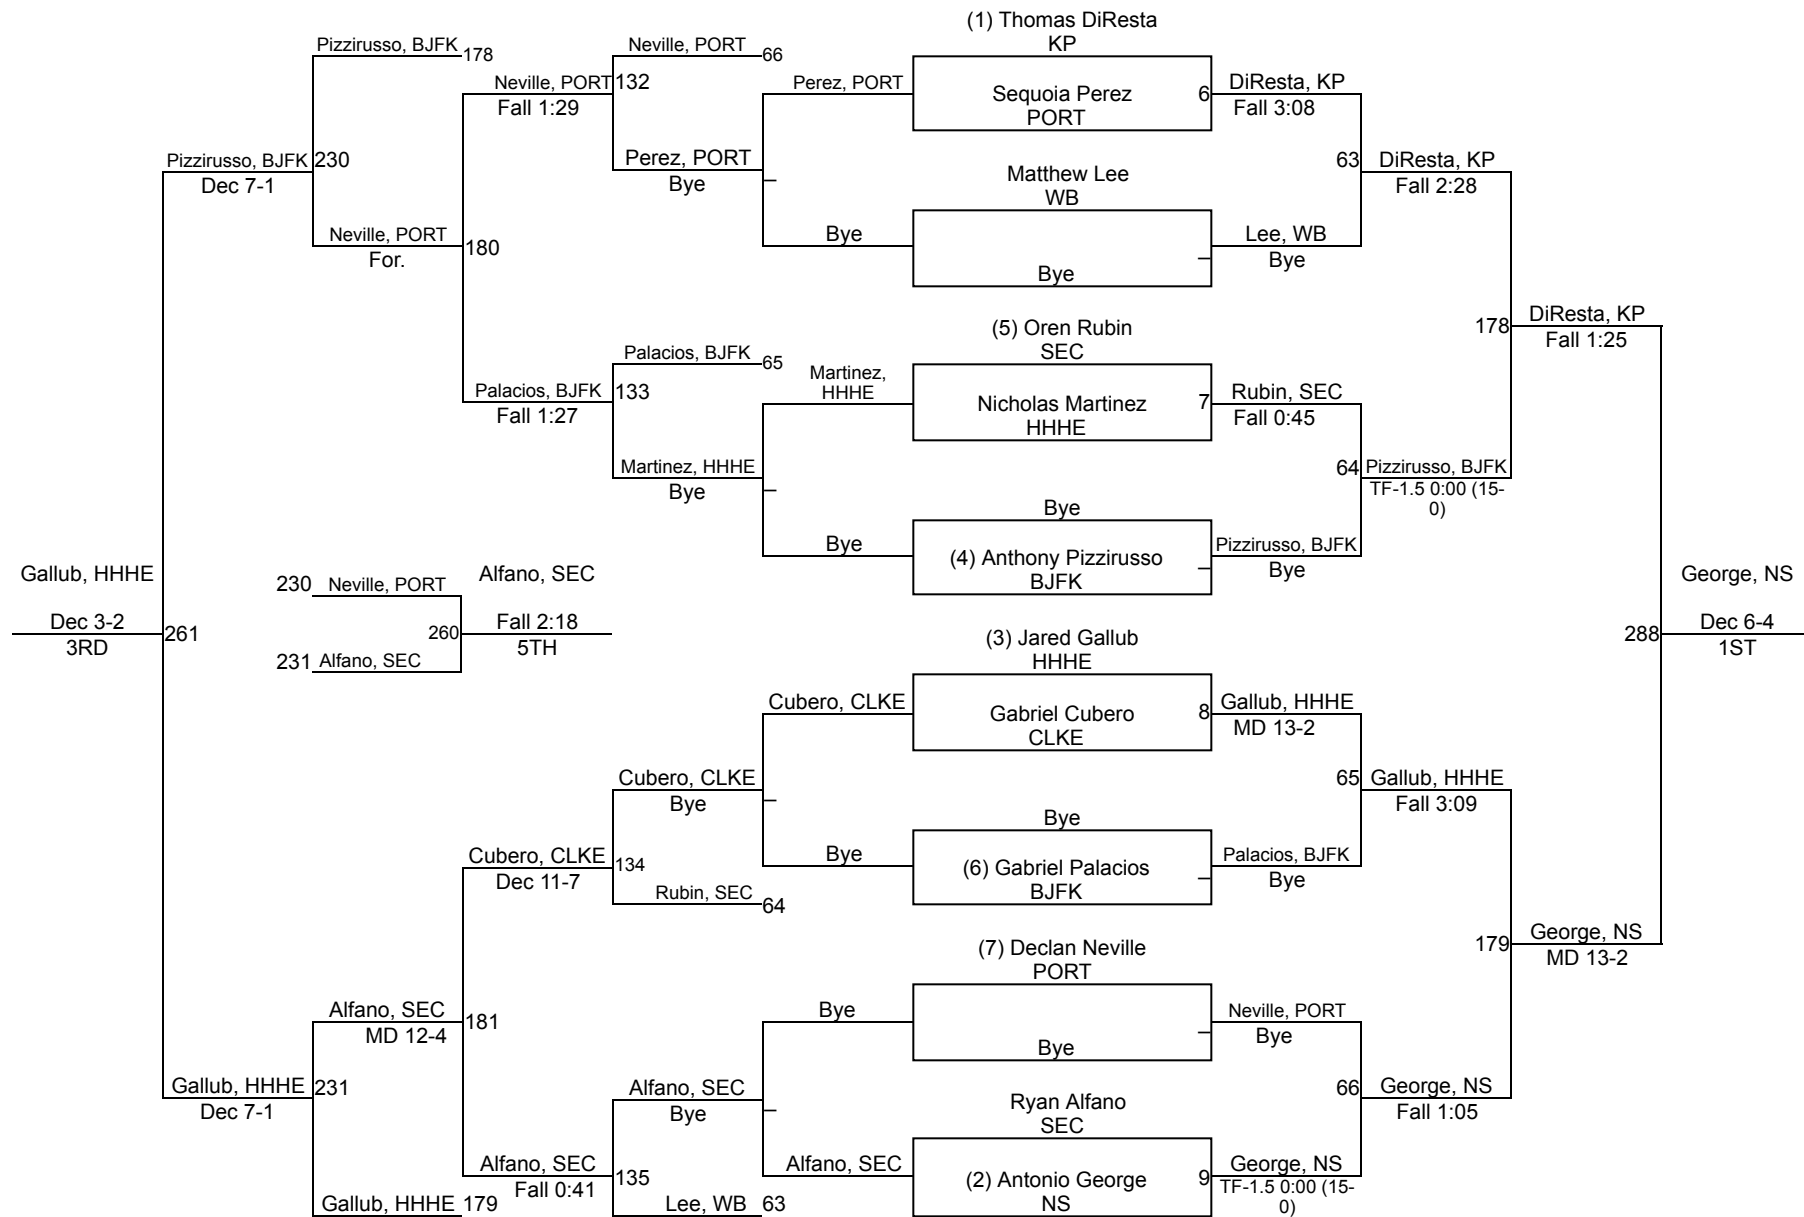 (1) Thomas DiResta
KP
Pizzirusso, BJFK 178
Neville, PORT 66
Neville, PORT 132
Fall 1:29
Perez, PORT
Sequoia Perez 6
PORT
DiResta, KP
Fall 3:08
Pizzirusso, BJFK 230
Dec 7-1
Perez, PORT
Bye
Matthew Lee
WB
63
DiResta, KP
Fall 2:28
Neville, PORT
For.
180
Bye
Bye
Lee, WB
Bye
(5) Oren Rubin
SEC
178
DiResta, KP
Fall 1:25
Palacios, BJFK 65
Palacios, BJFK 133
Fall 1:27
Martinez,
HHHE
Nicholas Martinez 7
HHHE
Rubin, SEC
Fall 0:45
Martinez, HHHE
Bye
64 Pizzirusso, BJFK
TF-1.5 0:00 (15-
0)
Bye
Bye
(4) Anthony Pizzirusso
BJFK
Pizzirusso, BJFK
Bye
Gallub, HHHE
Dec 3-2
3RD
261
230 Neville, PORT
231 Alfano, SEC
260
Alfano, SEC
Fall 2:18
5TH
George, NS
288
Dec 6-4
1ST
(3) Jared Gallub
HHHE
Cubero, CLKE
Gabriel Cubero 8
CLKE
Gallub, HHHE
MD 13-2
Cubero, CLKE
Bye
65
Gallub, HHHE
Fall 3:09
Bye
Cubero, CLKE 134
Dec 11-7
Bye
(6) Gabriel Palacios
BJFK
Palacios, BJFK
Bye
Rubin, SEC 64
(7) Declan Neville
PORT
179
George, NS
MD 13-2
Alfano, SEC
MD 12-4
181
Bye
Bye
Neville, PORT
Bye
Gallub, HHHE 231
Dec 7-1
Alfano, SEC
Bye
Ryan Alfano
SEC
66
George, NS
Fall 1:05
Alfano, SEC
Fall 0:41
135
Alfano, SEC
(2) Antonio George 9
NS
George, NS
TF-1.5 0:00 (15-
0)
Gallub, HHHE 179
Lee, WB 63